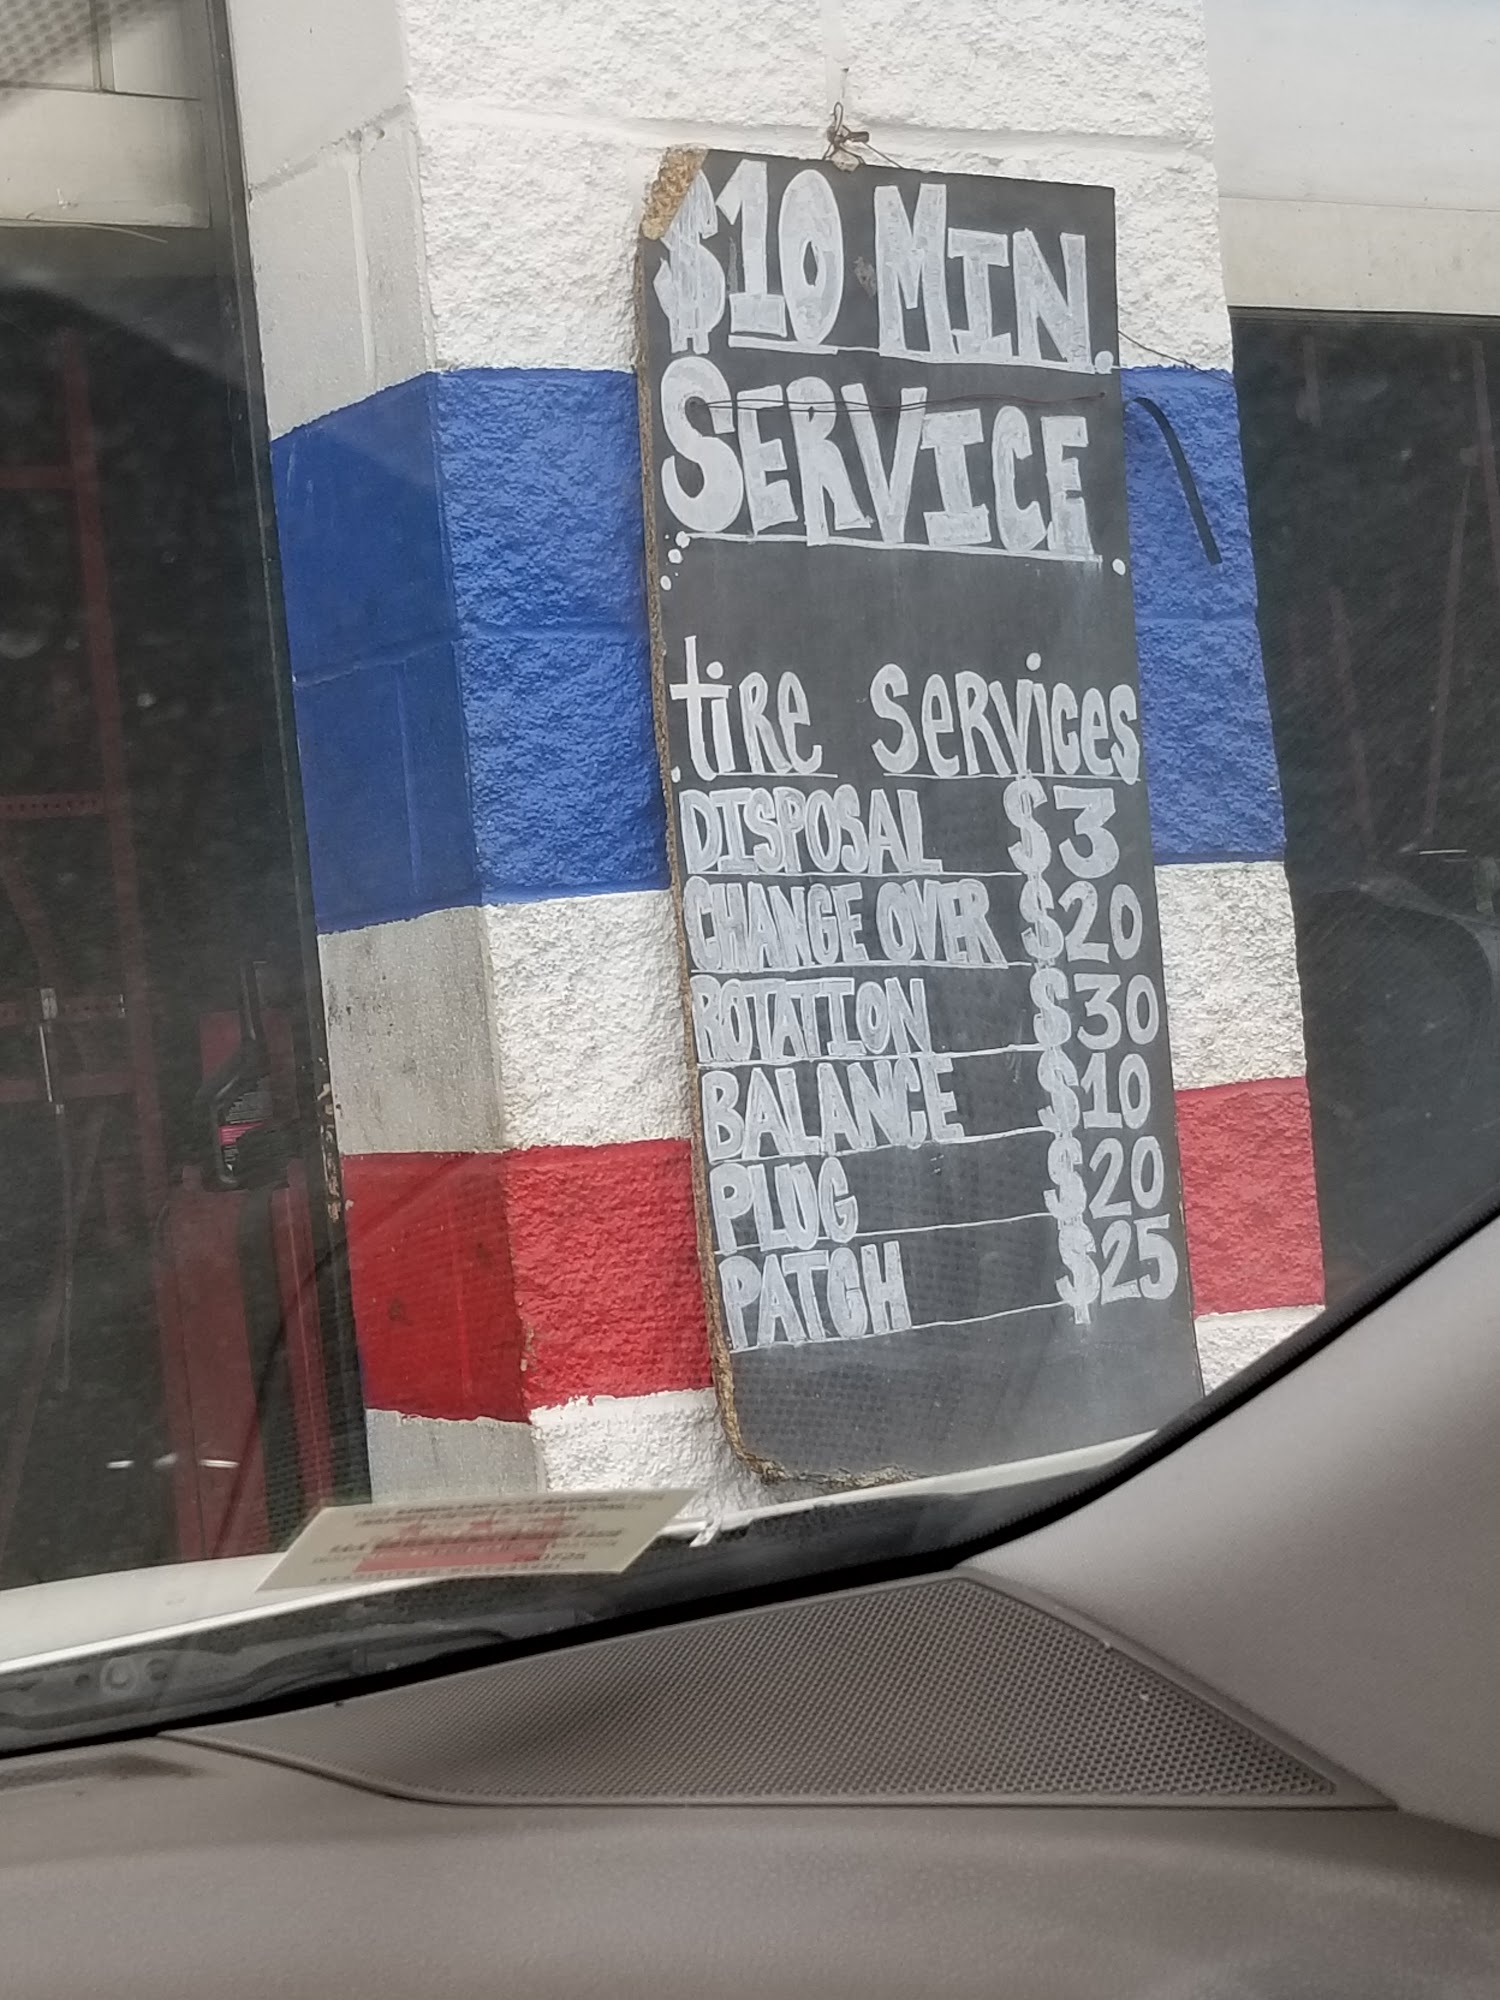 $10 MIN.
SERVICE
tiRe services
DISPOSAL $3
CHANGE OVER $20
ROTATION $30
BALANCE $10
PLUG $20
PATCH $25